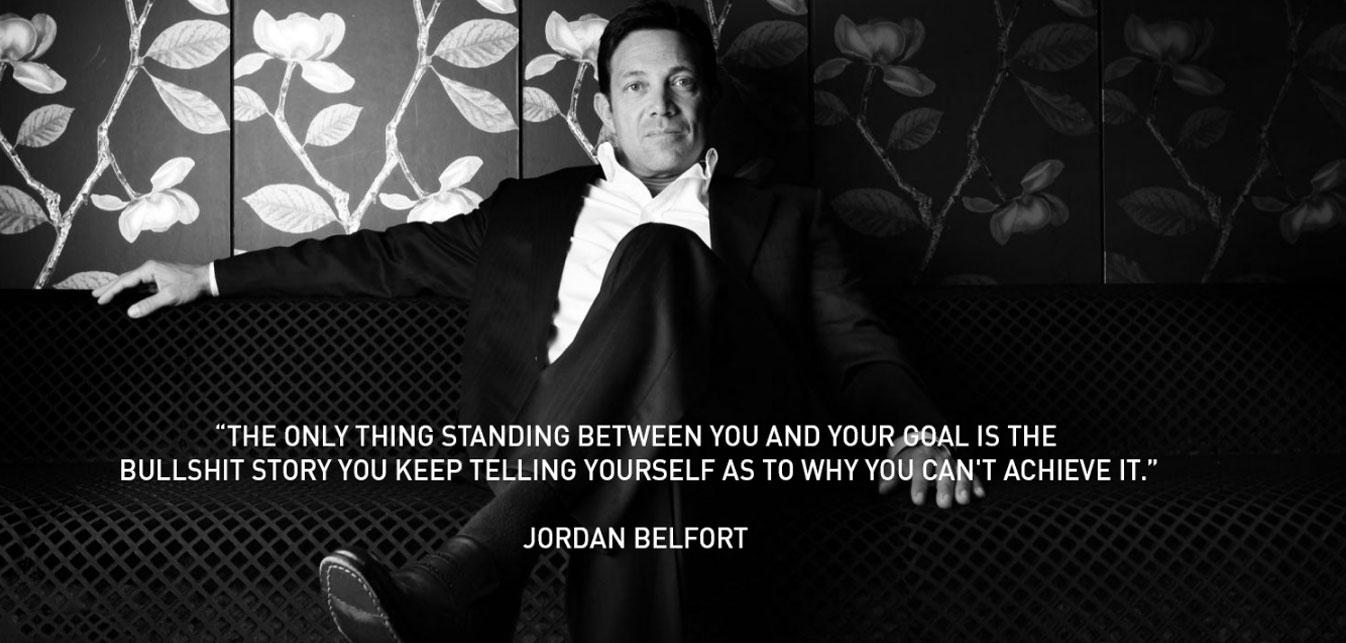 “THE ONLY THING STANDING BETWEEN YOU AND YOUR GOAL IS THE
BULLSHIT STORY YOU KEEP TELLING YOURSELF AS TO WHY YOU CAN'T ACHIEVE IT.”
JORDAN BELFORT